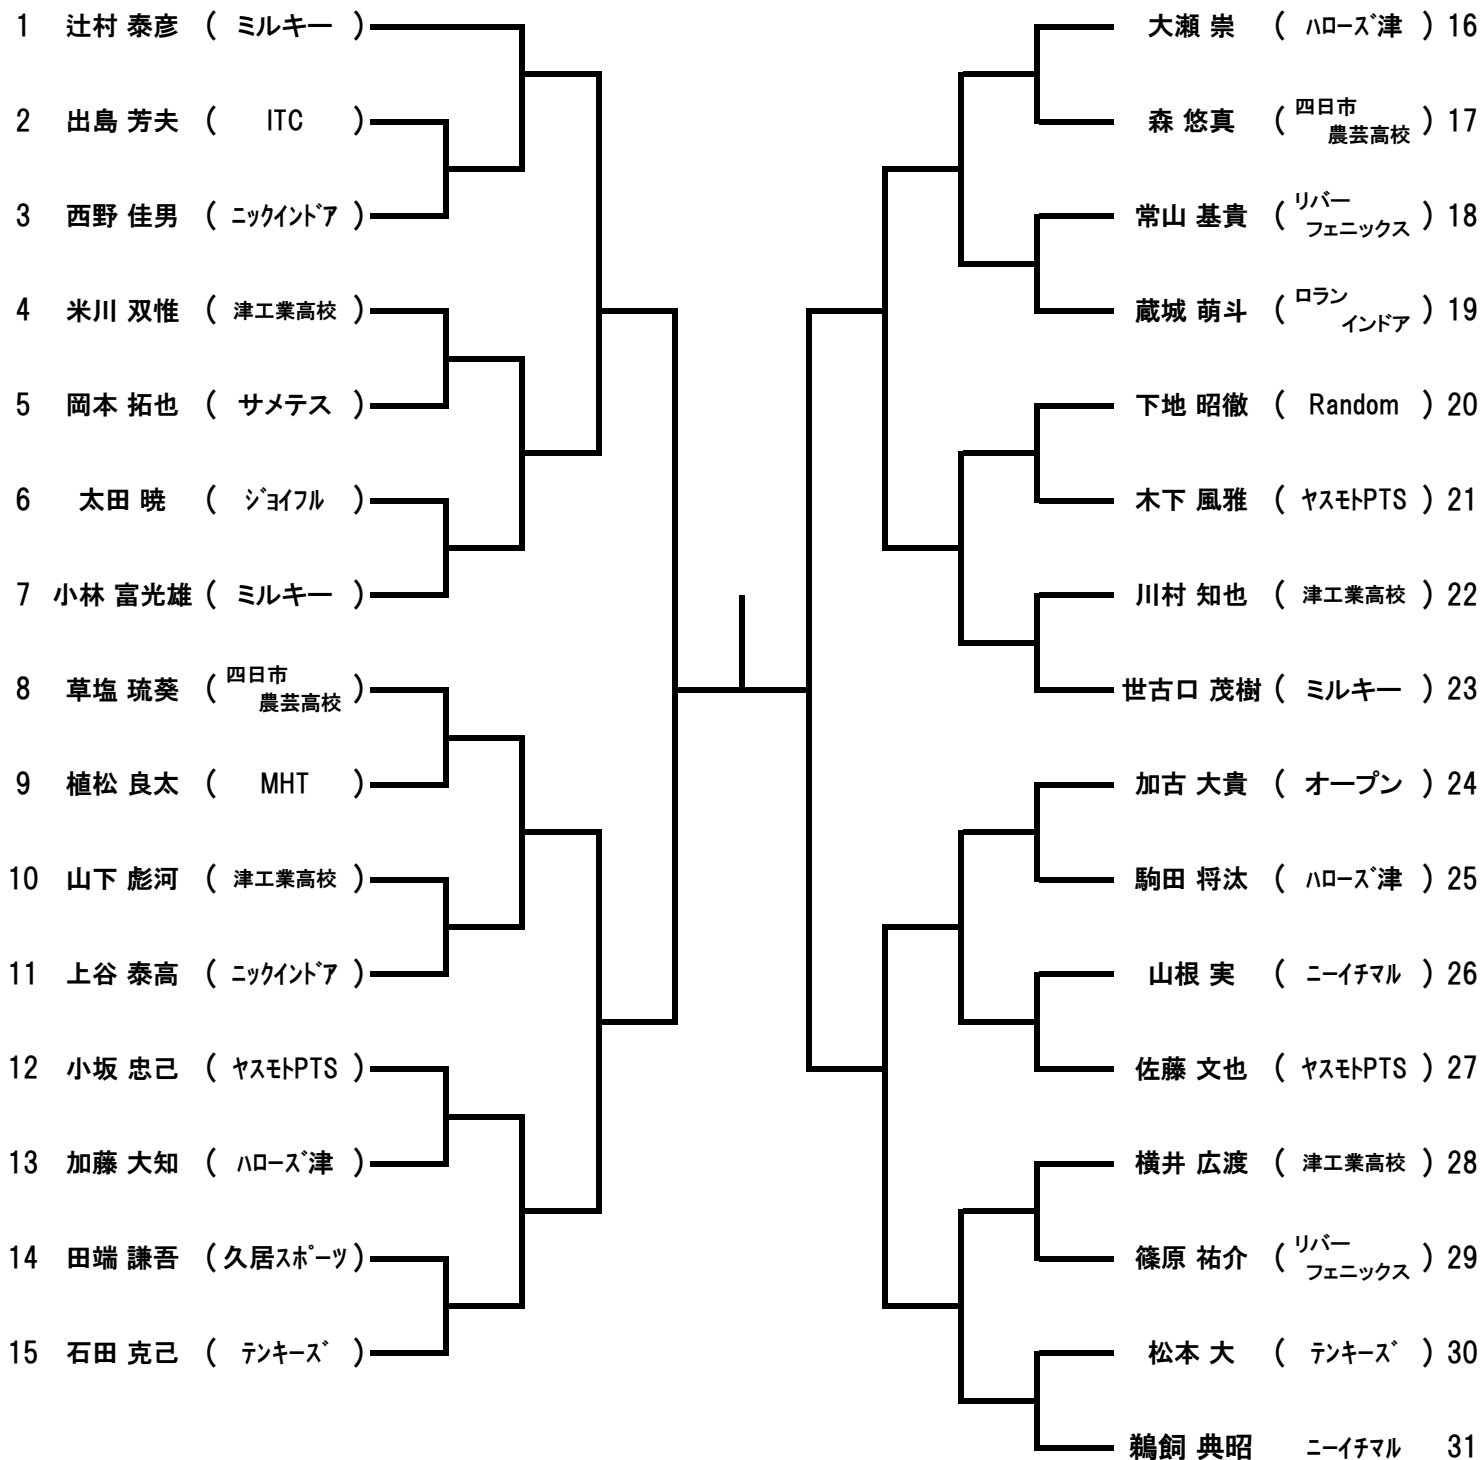 1 辻村 泰彦 ( ミルキー )
2 出島 芳夫 ( ITC )
3 西野 佳男 ( ﾆｯｸｲﾝﾄﾞｱ )
4 米川 双惟 ( 津工業高校 )
5 岡本 拓也 ( サメテス )
6 太田 暁 ( ｼﾞｮｲﾌﾙ )
7 小林 富光雄 ( ミルキー )
8 草塩 琉葵 ( 四日市
農芸高校 )
9 植松 良太 ( MHT )
10 山下 彪河 ( 津工業高校 )
11 上谷 泰高 ( ﾆｯｸｲﾝﾄﾞｱ )
12 小坂 忠己 ( ﾔｽﾓﾄPTS )
13 加藤 大知 ( ﾊﾛｰｽﾞ津 )
14 田端 謙吾 ( 久居ｽﾎﾟｰﾂ )
15 石田 克己 ( ﾃﾝｷｰｽﾞ )
大瀬 崇 ( ﾊﾛｰｽﾞ津 ) 16
森 悠真 ( 四日市
農芸高校 ) 17
常山 基貴 ( リバー
フェニックス ) 18
蔵城 萌斗 ( ロラン
インドア ) 19
下地 昭徹 ( Random ) 20
木下 風雅 ( ﾔｽﾓﾄPTS ) 21
川村 知也 ( 津工業高校 ) 22
世古口 茂樹 ( ミルキー ) 23
加古 大貴 ( オープン ) 24
駒田 将汰 ( ﾊﾛｰｽﾞ津 ) 25
山根 実 ( ﾆｰｲﾁﾏﾙ ) 26
佐藤 文也 ( ﾔｽﾓﾄPTS ) 27
横井 広渡 ( 津工業高校 ) 28
篠原 祐介 ( リバー
フェニックス ) 29
松本 大 ( ﾃﾝｷｰｽﾞ ) 30
鵜飼 典昭 ﾆｰｲﾁﾏﾙ 31